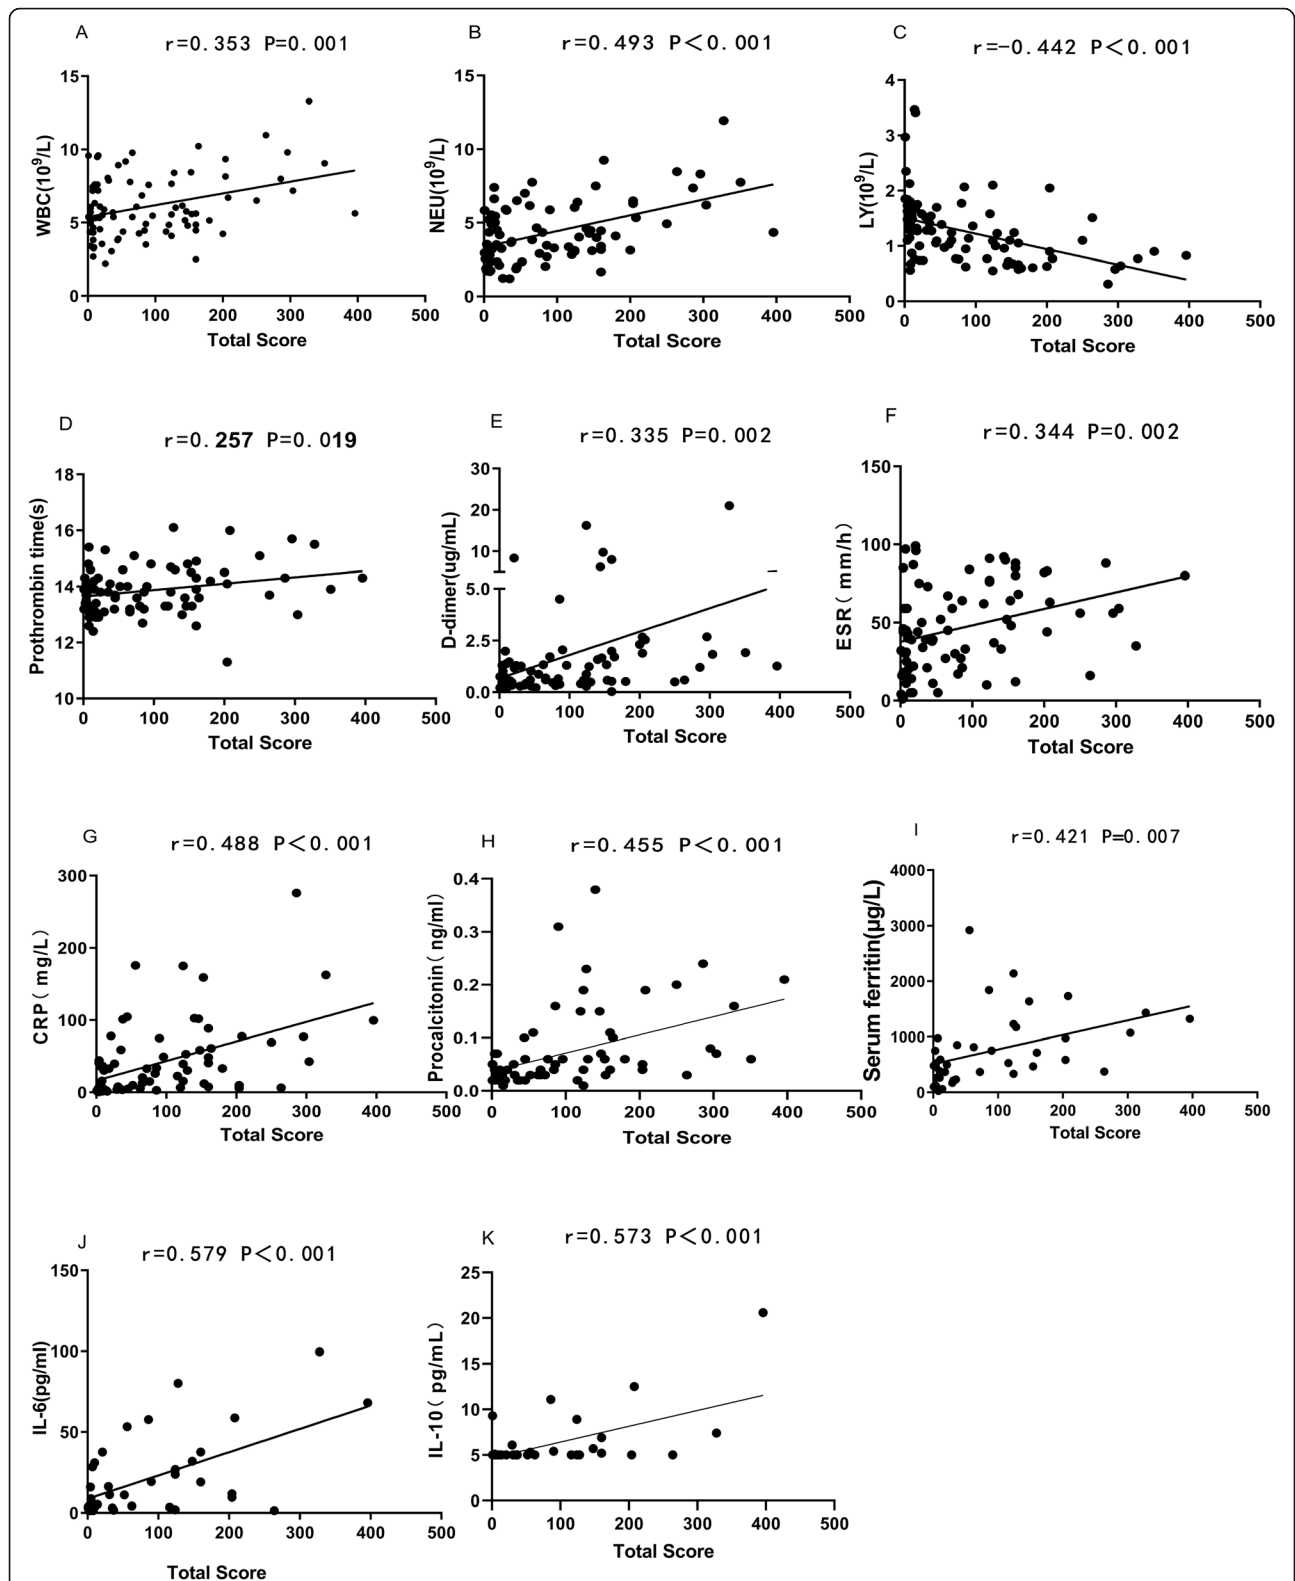 A
r=0.353 P=0.001
WBC(10⁹/L)
15
10
5
0
0 100 200 300 400 500
Total Score
B
r=0.493 P<0.001
NEU(10⁹/L)
15
10
5
0
0 100 200 300 400 500
Total Score
C
r=-0.442 P<0.001
LY(10⁹/L)
4
3
2
1
0
0 100 200 300 400 500
Total Score
D
r=0.257 P=0.019
Prothrombin time(s)
18
16
14
12
10
0 100 200 300 400 500
Total Score
E
r=0.335 P=0.002
D-dimer(ug/mL)
30
20
10
5.0
2.5
0.0
0 100 200 300 400 500
Total Score
F
r=0.344 P=0.002
ESR(mm/h)
150
100
50
0
0 100 200 300 400 500
Total Score
G
r=0.488 P<0.001
CRP(mg/L)
300
200
100
0
0 100 200 300 400 500
Total Score
H
r=0.455 P<0.001
Procalcitonin(ng/ml)
0.4
0.3
0.2
0.1
0.0
0 100 200 300 400 500
Total Score
I
r=0.421 P=0.007
Serum ferritin(μg/L)
4000
3000
2000
1000
0
0 100 200 300 400 500
Total Score
J
r=0.579 P<0.001
IL-6(pg/ml)
150
100
50
0
0 100 200 300 400 500
Total Score
K
r=0.573 P<0.001
IL-10(pg/mL)
25
20
15
10
5
0
0 100 200 300 400 500
Total Score